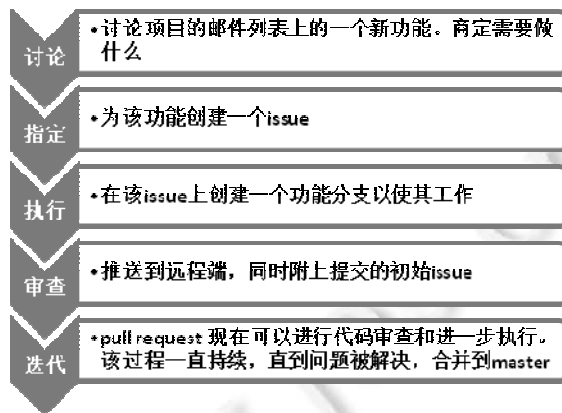 讨论
•讨论项目的邮件列表上的一个新功能。商定需要做
什么
指定
•为该功能创建一个issue
执行
•在该issue上创建一个功能分支以使其工作
审查
•推送到远程端，同时附上提交的初始issue
迭代
•pull request 现在可以进行代码审查和进一步执行。
该过程一直持续，直到问题被解决，合并到master